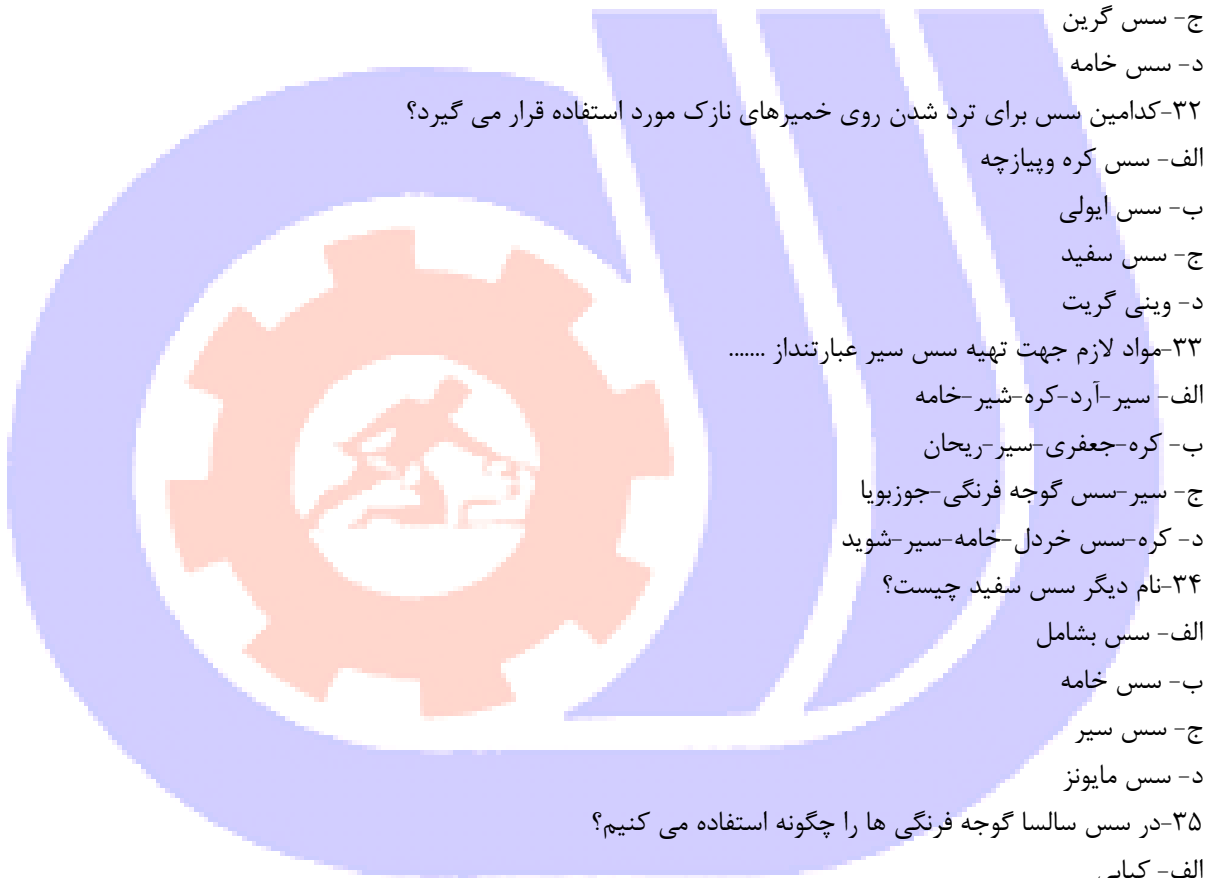 ج- سس گرین
د- سس خامه
۳۲-کدامین سس برای ترد شدن روی خمیرهای نازک مورد استفاده قرار می گیرد؟
الف- سس کره وپیازچه
ب- سس ایولی
ج- سس سفید
د- وینی گریت
۳۳-مواد لازم جهت تهیه سس سیر عبارتنداز .......
الف- سیر-آرد-کره-شیر-خامه
ب- کره-جعفری-سیر-ریحان
ج- سیر-سس گوجه فرنگی-جوزبویا
د- کره-سس خردل-خامه-سیر-شوید
۳۴-نام دیگر سس سفید چیست؟
الف- سس بشامل
ب- سس خامه
ج- سس سیر
د- سس مایونز
۳۵-در سس سالسا گوجه فرنگی ها را چگونه استفاده می کنیم؟
الف- کبابی